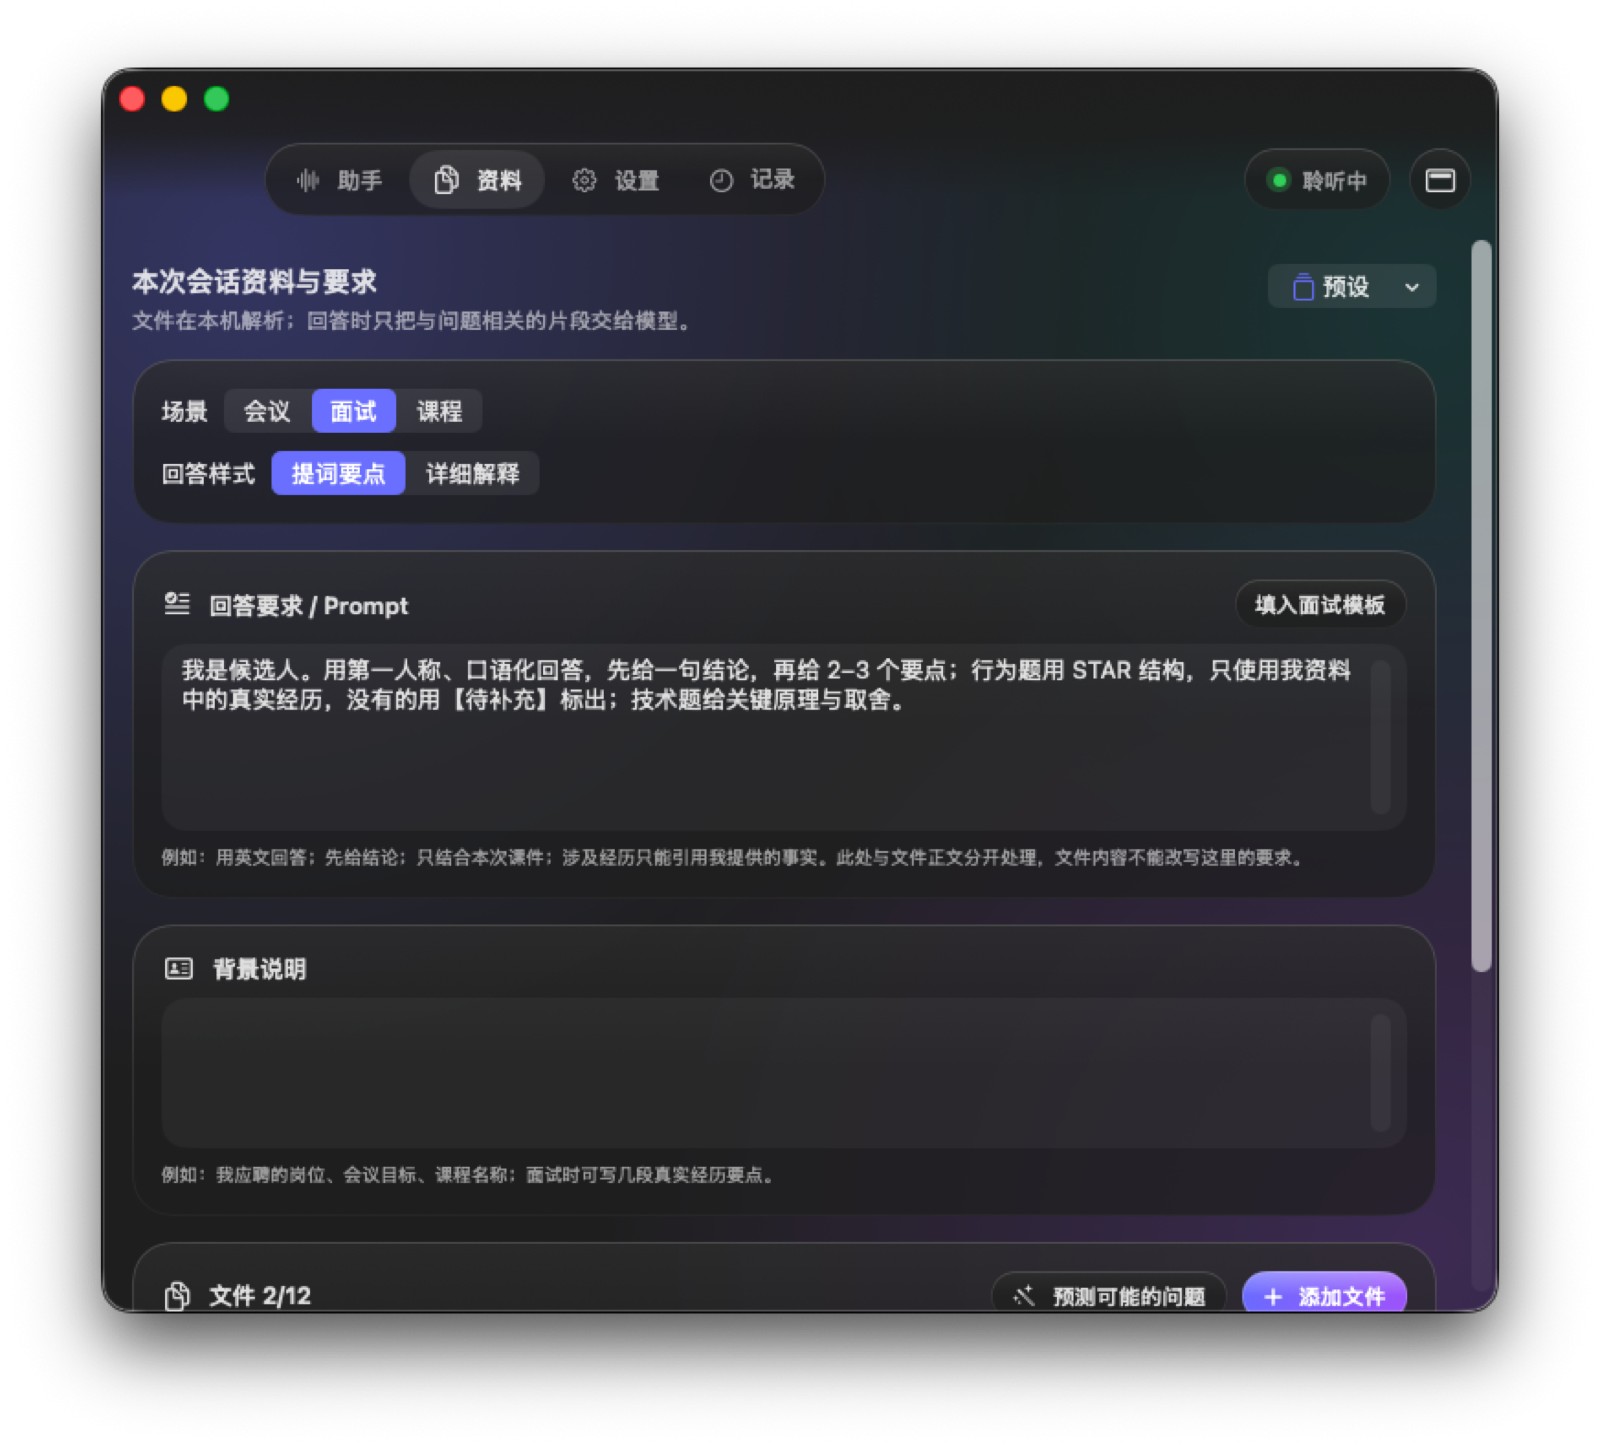 助手
资料
设置
记录
聆听中
本次会话资料与要求
预设
文件在本机解析；回答时只把与问题相关的片段交给模型。
场景 会议 面试 课程
回答样式 提词要点 详细解释
回答要求 / Prompt
填入面试模板
我是候选人。用第一人称、口语化回答，先给一句结论，再给 2–3 个要点；行为题用 STAR 结构，只使用我资料
中的真实经历，没有的用【待补充】标出；技术题给关键原理与取舍。
例如：用英文回答；先给结论；只结合本次课件；涉及经历只能引用我提供的事实。此处与文件正文分开处理，文件内容不能改写这里的要求。
背景说明
例如：我应聘的岗位、会议目标、课程名称；面试时可写几段真实经历要点。
文件 2/12
预测可能的问题
+ 添加文件